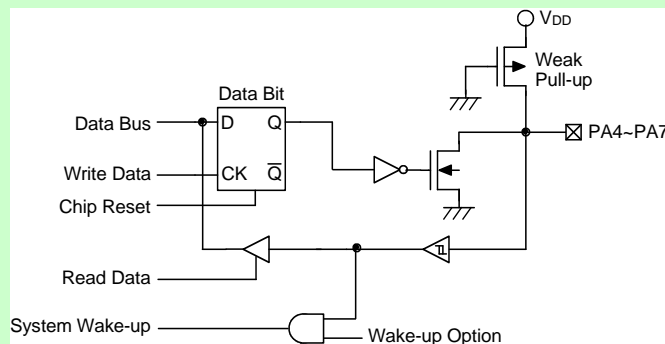 VDD
Weak
Pull-up
Data Bit
Data Bus
D
Q
PA4~PA7
Write Data
CK
Q
Chip Reset
Read Data
System Wake-up
Wake-up Option